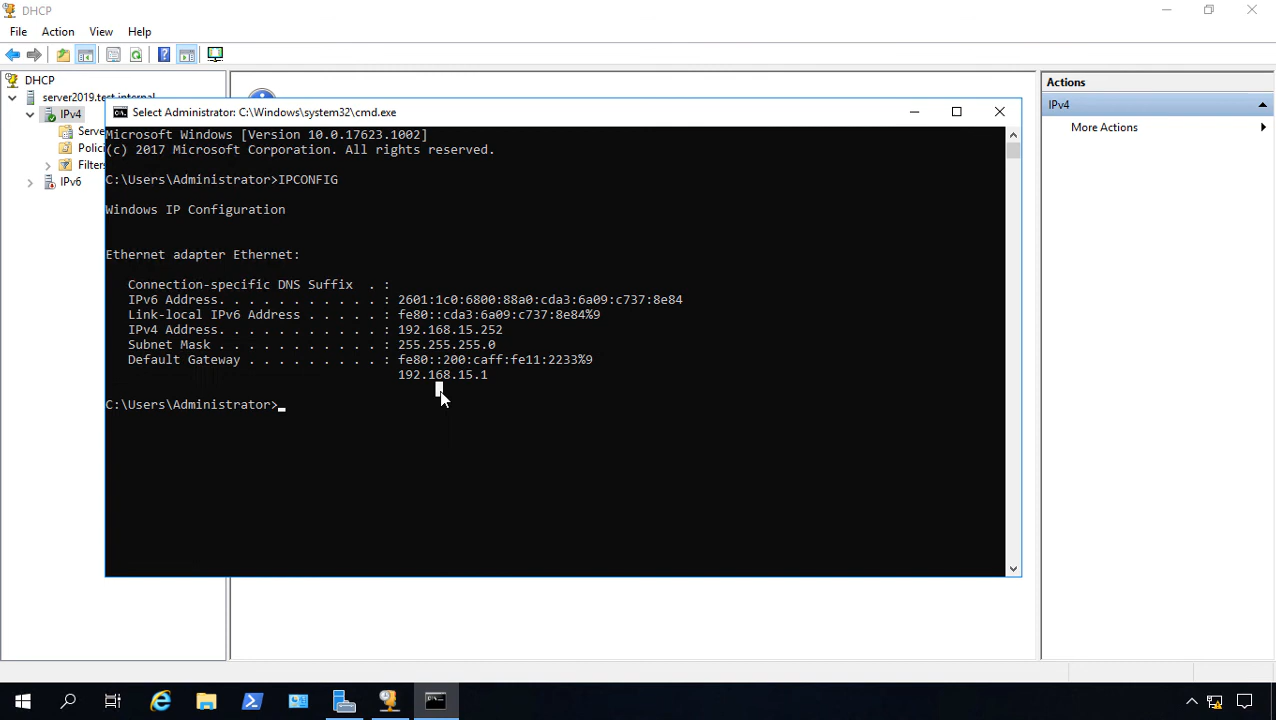 DHCP
File Action View Help
DHCP
server2019.test.internal
IPv4
Serve
Polici
Filters
IPv6
Actions
IPv4
More Actions
Select Administrator: C:\Windows\system32\cmd.exe
Microsoft Windows [Version 10.0.17623.1002]
(c) 2017 Microsoft Corporation. All rights reserved.
C:\Users\Administrator>IPCONFIG
Windows IP Configuration
Ethernet adapter Ethernet:
Connection-specific DNS Suffix . :
IPv6 Address. . . . . . . . . . . : 2601:1c0:6800:88a0:cda3:6a09:c737:8e84
Link-local IPv6 Address . . . . . : fe80::cda3:6a09:c737:8e84%9
IPv4 Address. . . . . . . . . . . : 192.168.15.252
Subnet Mask . . . . . . . . . . . : 255.255.255.0
Default Gateway . . . . . . . . . : fe80::200:caff:fe11:2233%9
192.168.15.1
C:\Users\Administrator>